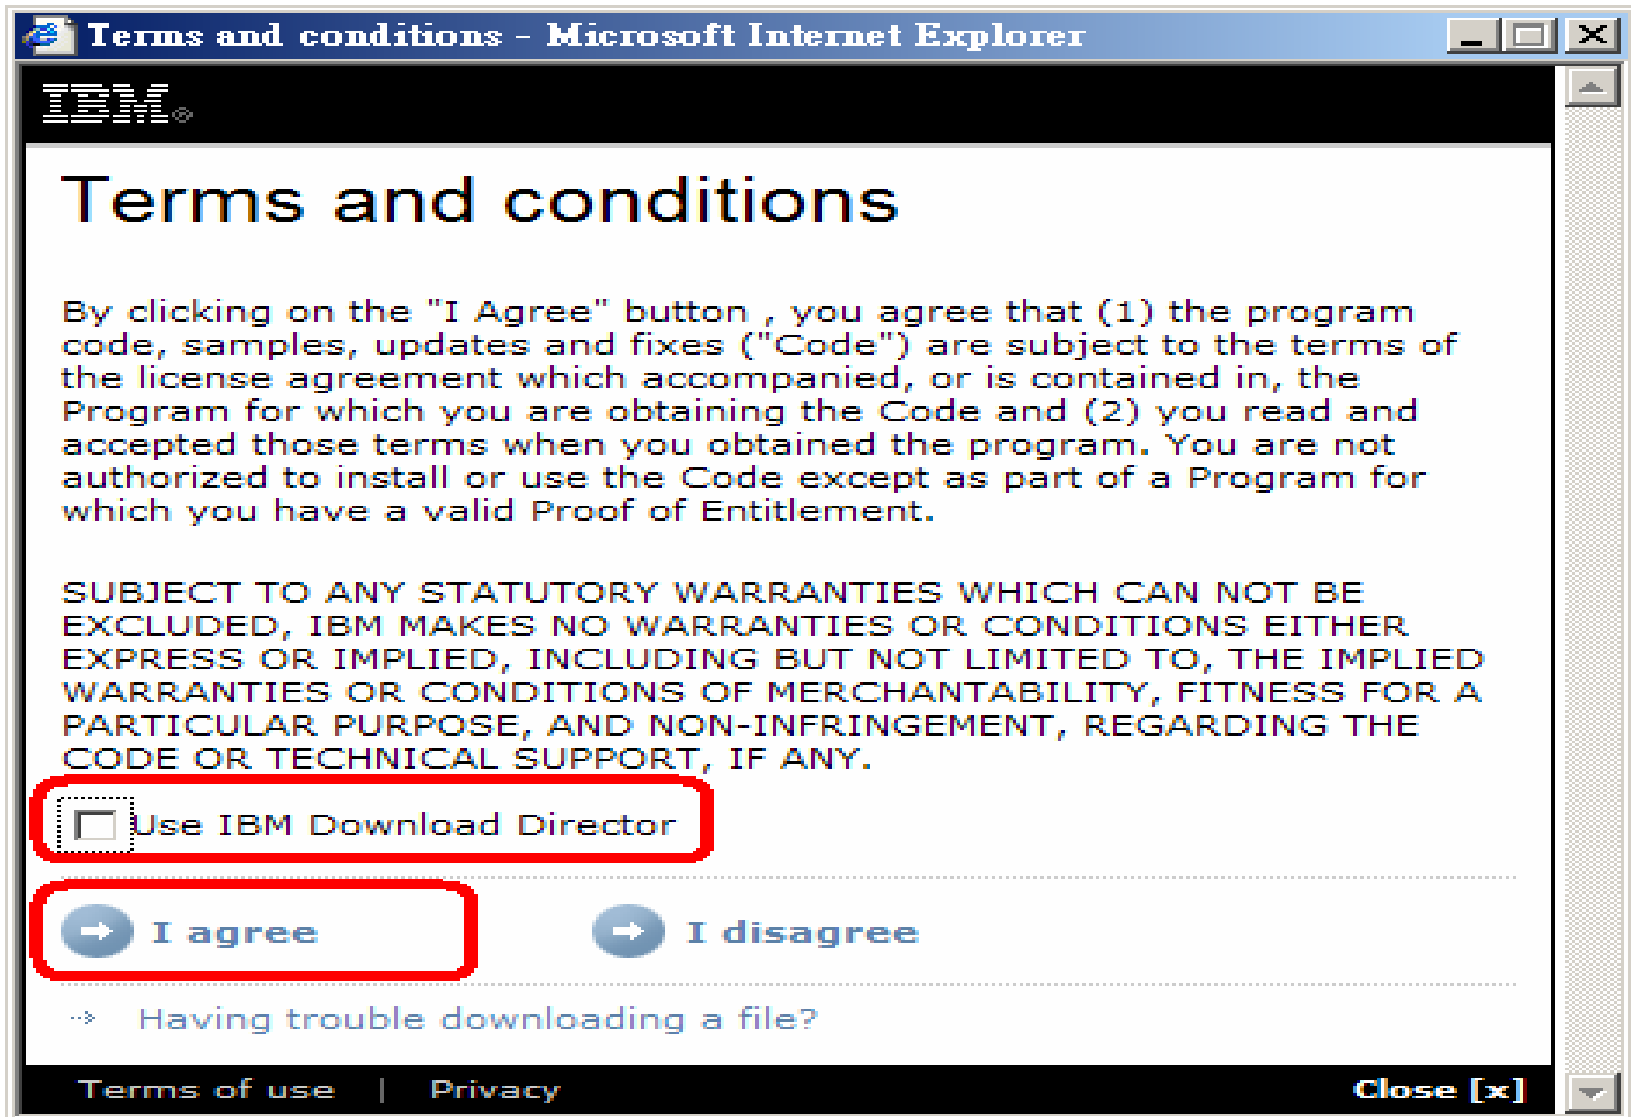 Terms and conditions - Microsoft Internet Explorer
IBM®
Terms and conditions
By clicking on the "I Agree" button , you agree that (1) the program
code, samples, updates and fixes ("Code") are subject to the terms of
the license agreement which accompanied, or is contained in, the
Program for which you are obtaining the Code and (2) you read and
accepted those terms when you obtained the program. You are not
authorized to install or use the Code except as part of a Program for
which you have a valid Proof of Entitlement.
SUBJECT TO ANY STATUTORY WARRANTIES WHICH CAN NOT BE
EXCLUDED, IBM MAKES NO WARRANTIES OR CONDITIONS EITHER
EXPRESS OR IMPLIED, INCLUDING BUT NOT LIMITED TO, THE IMPLIED
WARRANTIES OR CONDITIONS OF MERCHANTABILITY, FITNESS FOR A
PARTICULAR PURPOSE, AND NON-INFRINGEMENT, REGARDING THE
CODE OR TECHNICAL SUPPORT, IF ANY.
Use IBM Download Director
I agree I disagree
Having trouble downloading a file?
Terms of use | Privacy Close [x]